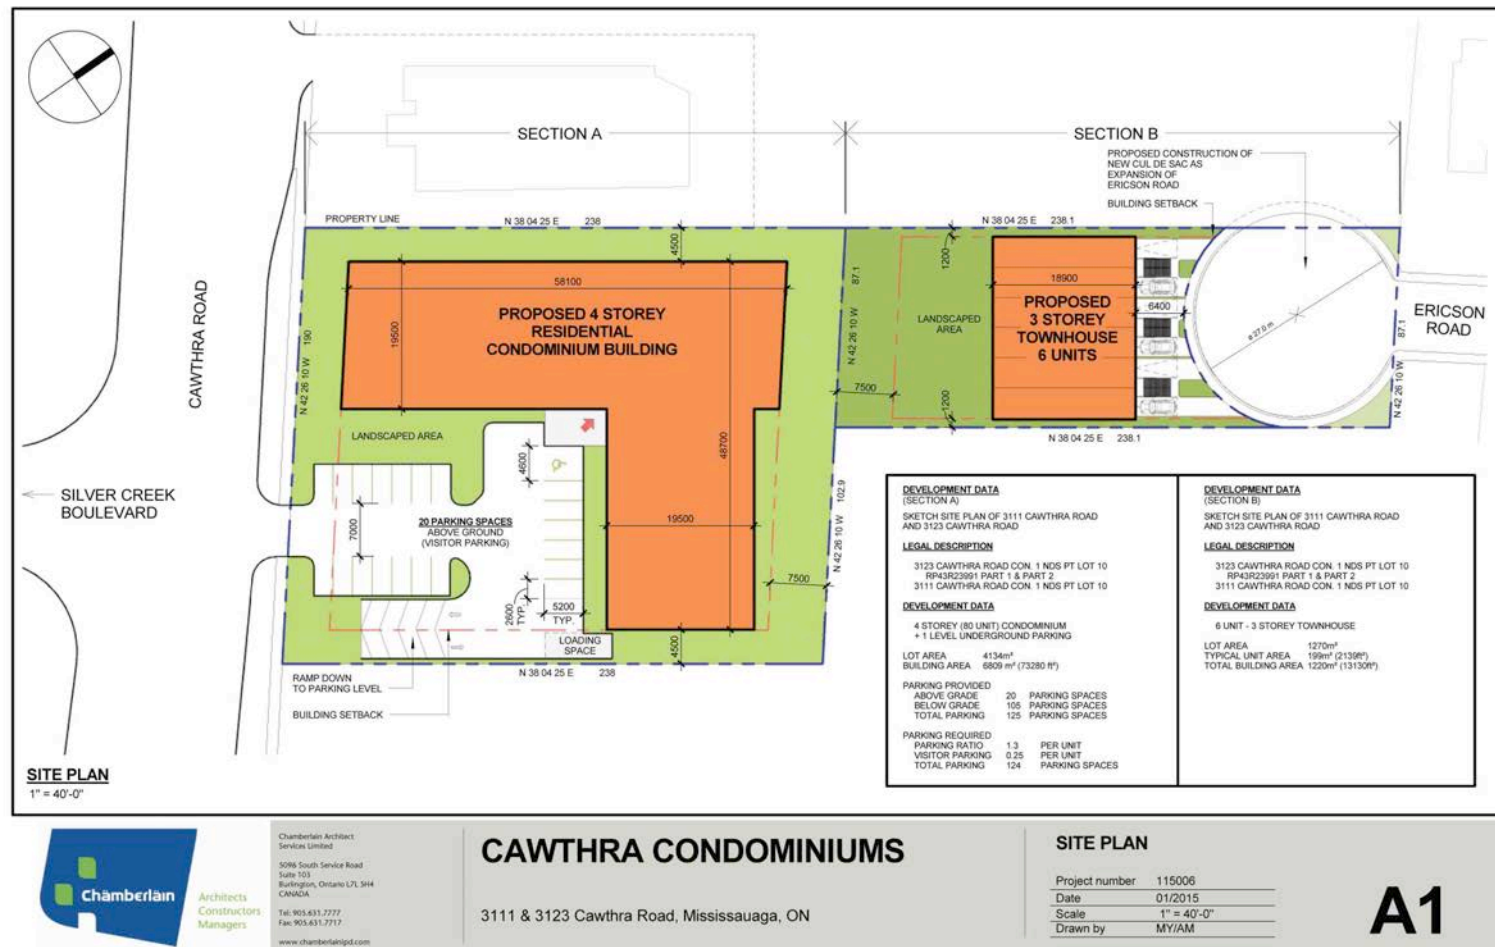 SECTION A
SECTION B
PROPOSED CONSTRUCTION OF
NEW CUL DE SAC AS
EXPANSION OF
ERICSON ROAD
BUILDING SETBACK
PROPERTY LINE
N 38 04 25 E 238
N 38 04 25 E 238.1
4500
1200
58100
19500
PROPOSED 4 STOREY
RESIDENTIAL
CONDOMINIUM BUILDING
N 42 26 10 W 190
N 42 26 10 W 87.1
CAWTHRA ROAD
LANDSCAPED
AREA
18900
PROPOSED
3 STOREY
TOWNHOUSE
6 UNITS
6400
ø 27.0 m
ERICSON
ROAD
N 42 26 10 W 87.1
7500
1200
N 38 04 25 E 238.1
LANDSCAPED AREA
48700
4600
SILVER CREEK
BOULEVARD
7000
20 PARKING SPACES
ABOVE GROUND
(VISITOR PARKING)
19500
N 42 26 10 W 102.9
7500
2600
TYP.
5200
TYP.
LOADING
SPACE
4500
N 38 04 25 E 238
RAMP DOWN
TO PARKING LEVEL
BUILDING SETBACK
DEVELOPMENT DATA
(SECTION A)
SKETCH SITE PLAN OF 3111 CAWTHRA ROAD
AND 3123 CAWTHRA ROAD
LEGAL DESCRIPTION
3123 CAWTHRA ROAD CON. 1 NDS PT LOT 10
RP43R23991 PART 1 & PART 2
3111 CAWTHRA ROAD CON. 1 NDS PT LOT 10
DEVELOPMENT DATA
4 STOREY (80 UNIT) CONDOMINIUM
+ 1 LEVEL UNDERGROUND PARKING
LOT AREA 4134m²
BUILDING AREA 6809 m² (73280 ft²)
PARKING PROVIDED
ABOVE GRADE 20 PARKING SPACES
BELOW GRADE 105 PARKING SPACES
TOTAL PARKING 125 PARKING SPACES
PARKING REQUIRED
PARKING RATIO 1.3 PER UNIT
VISITOR PARKING 0.25 PER UNIT
TOTAL PARKING 124 PARKING SPACES
DEVELOPMENT DATA
(SECTION B)
SKETCH SITE PLAN OF 3111 CAWTHRA ROAD
AND 3123 CAWTHRA ROAD
LEGAL DESCRIPTION
3123 CAWTHRA ROAD CON. 1 NDS PT LOT 10
RP43R23991 PART 1 & PART 2
3111 CAWTHRA ROAD CON. 1 NDS PT LOT 10
DEVELOPMENT DATA
6 UNIT - 3 STOREY TOWNHOUSE
LOT AREA 1270m²
TYPICAL UNIT AREA 199m² (2139ft²)
TOTAL BUILDING AREA 1220m² (13130ft²)
SITE PLAN
1" = 40'-0"
Chamberlain
Architects
Constructors
Managers
Chamberlain Architect
Services Limited
5096 South Service Road
Suite 103
Burlington, Ontario L7L 5H4
CANADA
Tel: 905.631.7777
Fax: 905.631.7717
www.chamberlainipd.com
CAWTHRA CONDOMINIUMS
3111 & 3123 Cawthra Road, Mississauaga, ON
SITE PLAN
Project number 115006
Date 01/2015
Scale 1" = 40'-0"
Drawn by MY/AM
A1